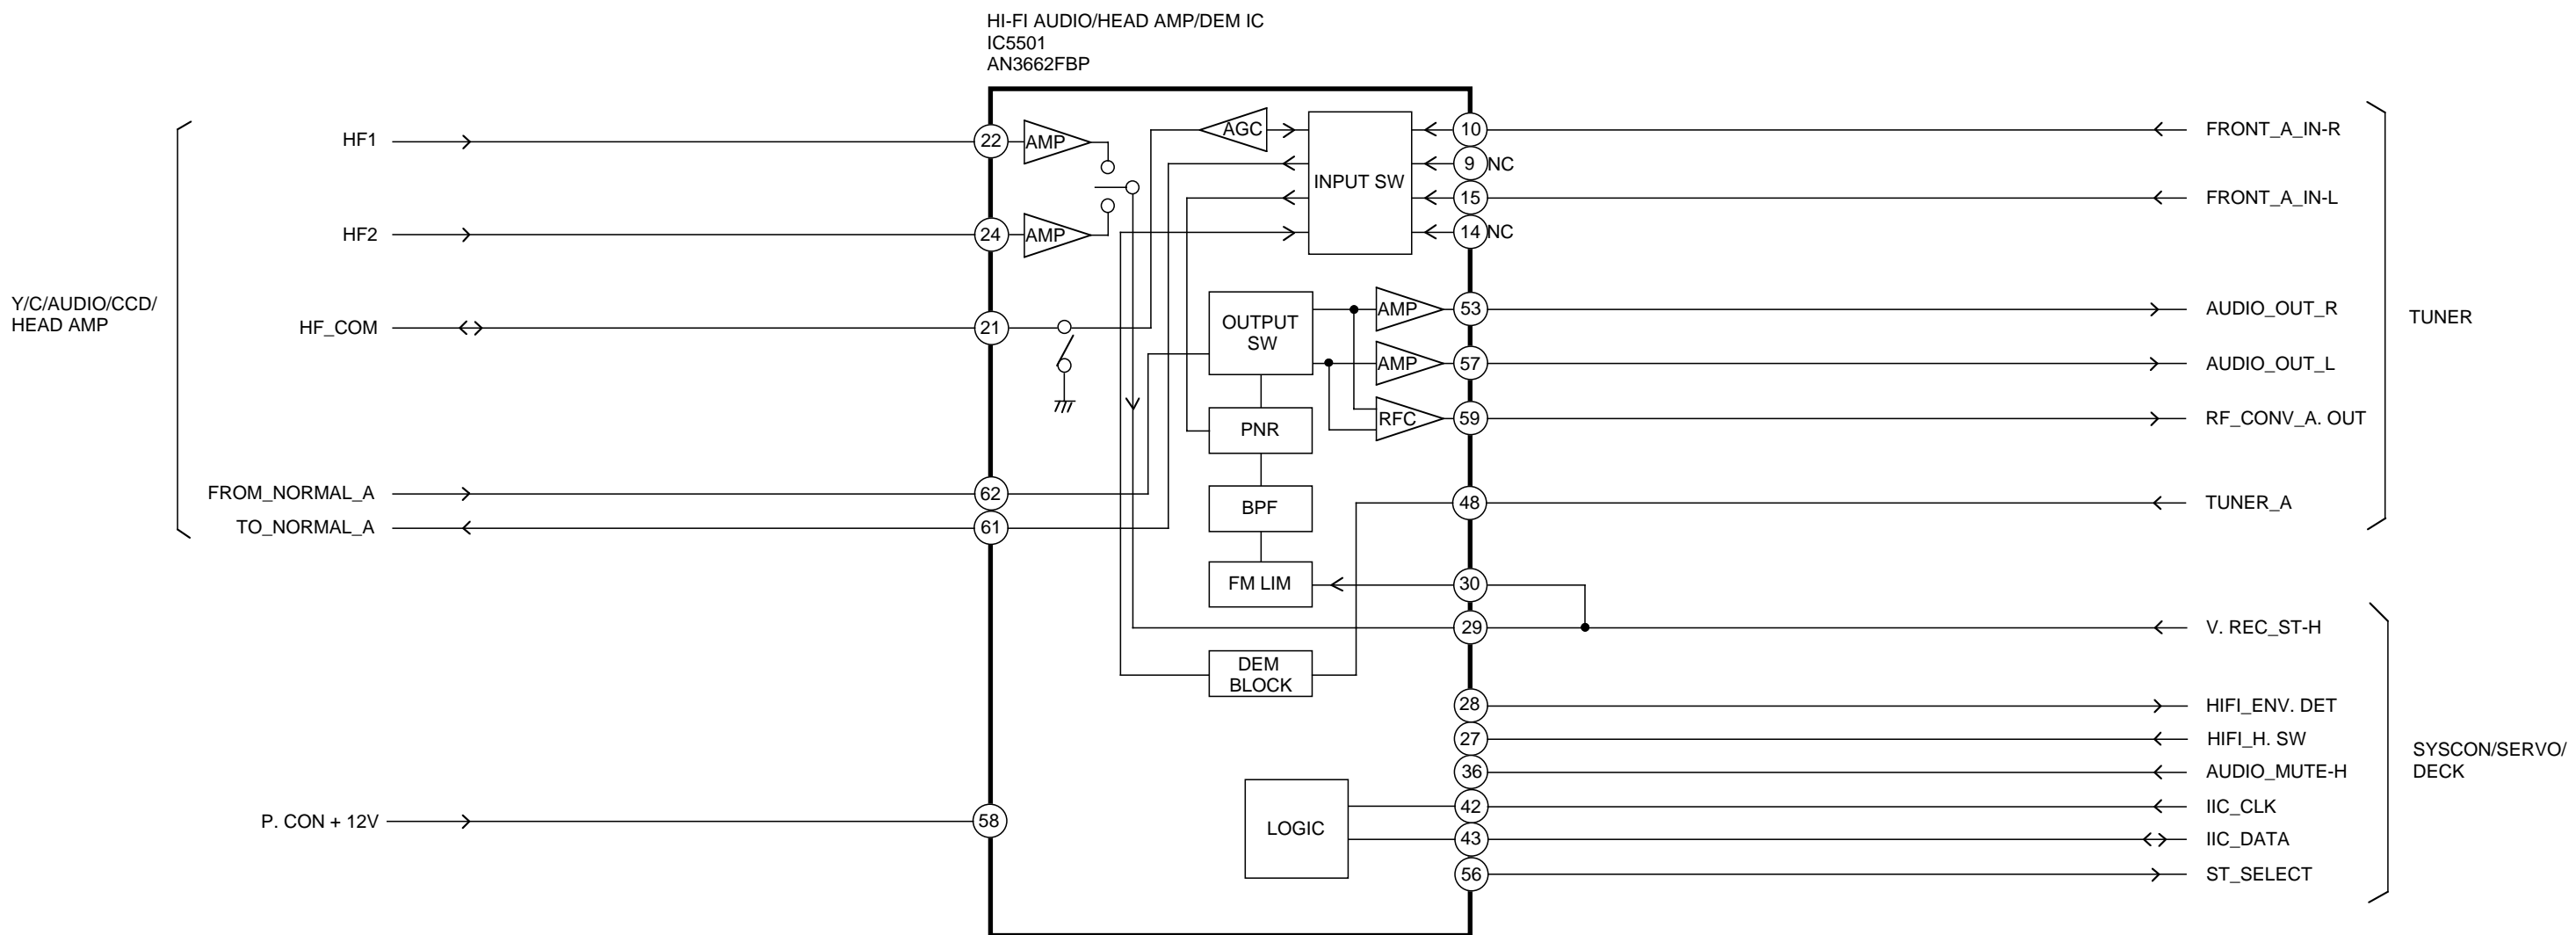 HI-FI AUDIO/HEAD AMP/DEM IC
IC5501
AN3662FBP
Y/C/AUDIO/CCD/
HEAD AMP
HF1
HF2
HF_COM
FROM_NORMAL_A
TO_NORMAL_A
P. CON + 12V
22
24
21
62
61
58
AMP
AMP
AGC
INPUT SW
OUTPUT
SW
PNR
BPF
FM LIM
DEM
BLOCK
LOGIC
AMP
AMP
RFC
10
9 NC
15
14 NC
53
57
59
48
30
29
28
27
36
42
43
56
FRONT_A_IN-R
FRONT_A_IN-L
AUDIO_OUT_R
AUDIO_OUT_L
RF_CONV_A. OUT
TUNER_A
TUNER
V. REC_ST-H
HIFI_ENV. DET
HIFI_H. SW
AUDIO_MUTE-H
IIC_CLK
IIC_DATA
ST_SELECT
SYSCON/SERVO/
DECK